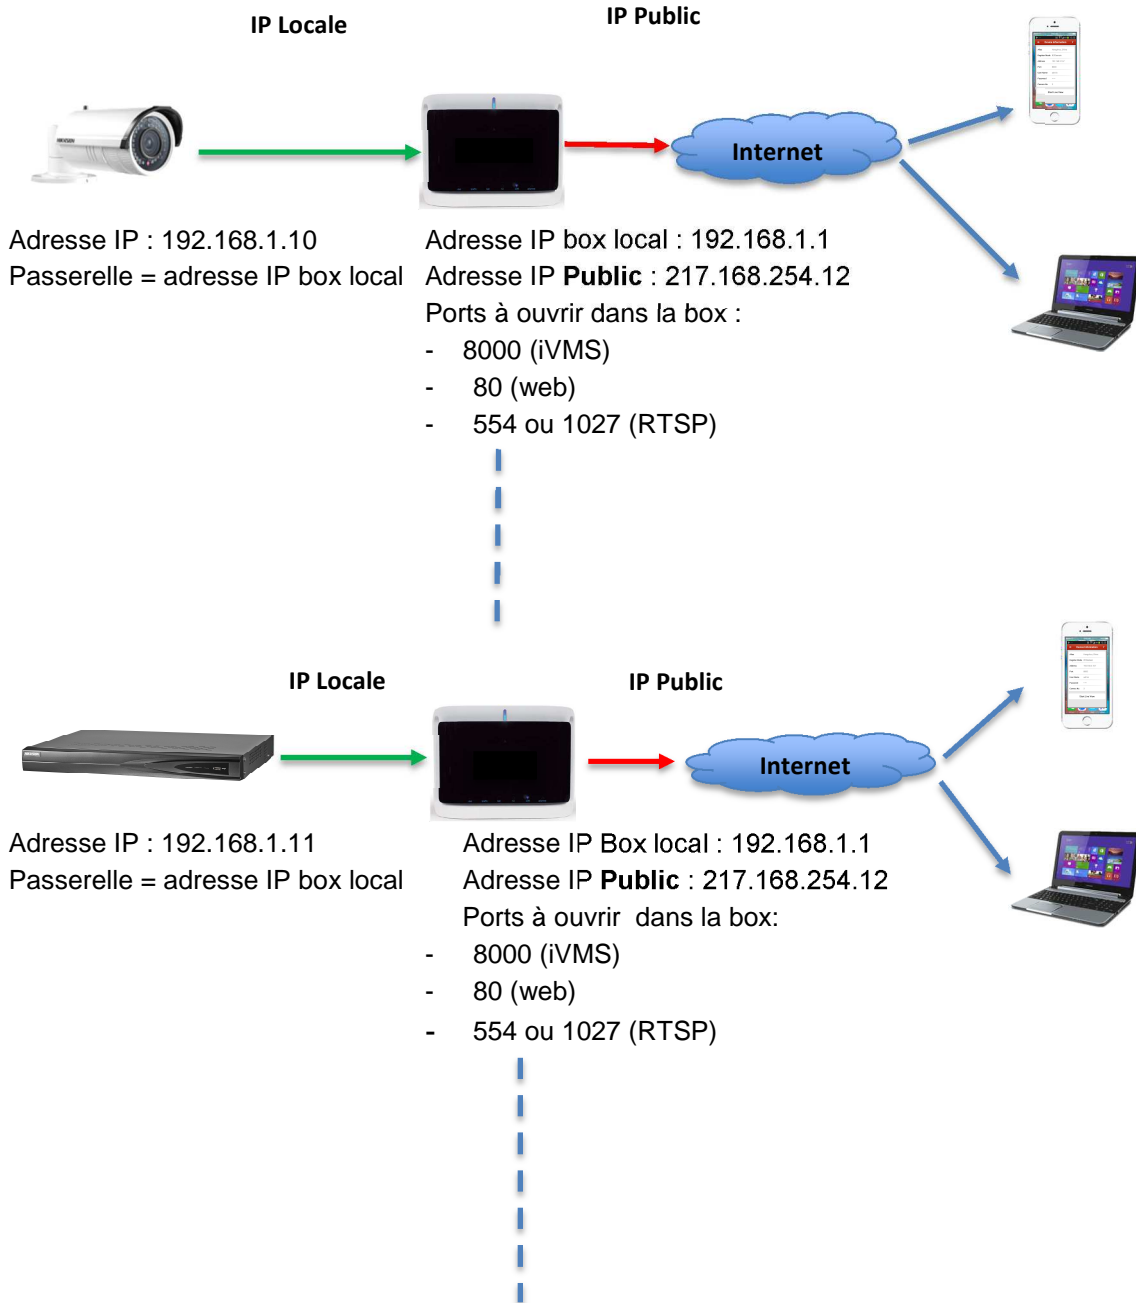 IP Locale
IP Public
HIKVISION
Internet
Adresse IP : 192.168.1.10
Passerelle = adresse IP box local
Adresse IP box local : 192.168.1.1
Adresse IP Public : 217.168.254.12
Ports à ouvrir dans la box :
- 8000 (iVMS)
- 80 (web)
- 554 ou 1027 (RTSP)
IP Locale
IP Public
Internet
Adresse IP : 192.168.1.11
Passerelle = adresse IP box local
Adresse IP Box local : 192.168.1.1
Adresse IP Public : 217.168.254.12
Ports à ouvrir dans la box:
- 8000 (iVMS)
- 80 (web)
- 554 ou 1027 (RTSP)